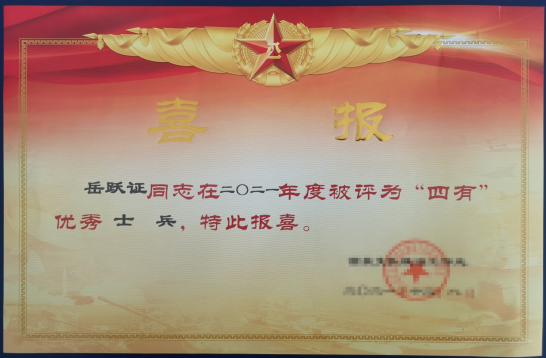 喜报
岳跃证同志在二〇二一年度被评为“四有”
优秀士兵，特此报喜。